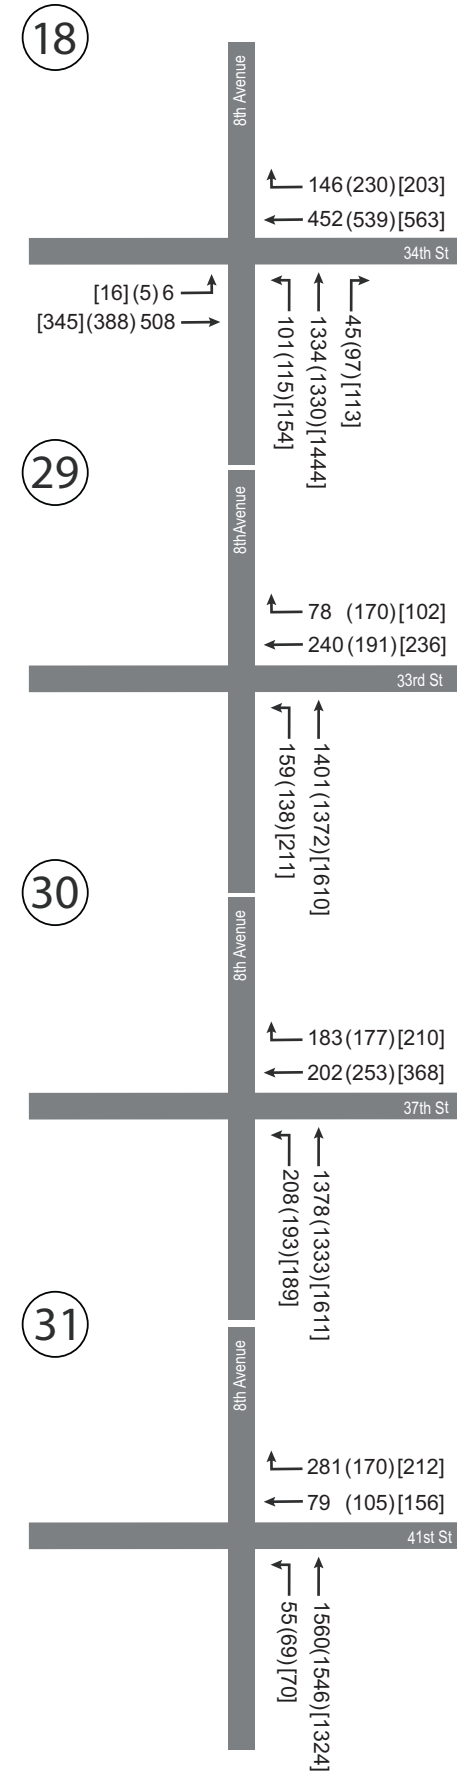 18
8th Avenue
146 (230) [203]
452 (539) [563]
34th St
[16] (5) 6
[345] (388) 508
101 (115) [154]
1334 (1330) [1444]
45 (97) [113]
29
8thAvenue
78 (170) [102]
240 (191) [236]
33rd St
159 (138) [211]
1401 (1372) [1610]
30
8th Avenue
183 (177) [210]
202 (253) [368]
37th St
208 (193) [189]
1378 (1333) [1611]
31
8th Avenue
281 (170) [212]
79 (105) [156]
41st St
55 (69) [70]
1560(1546) [1324]